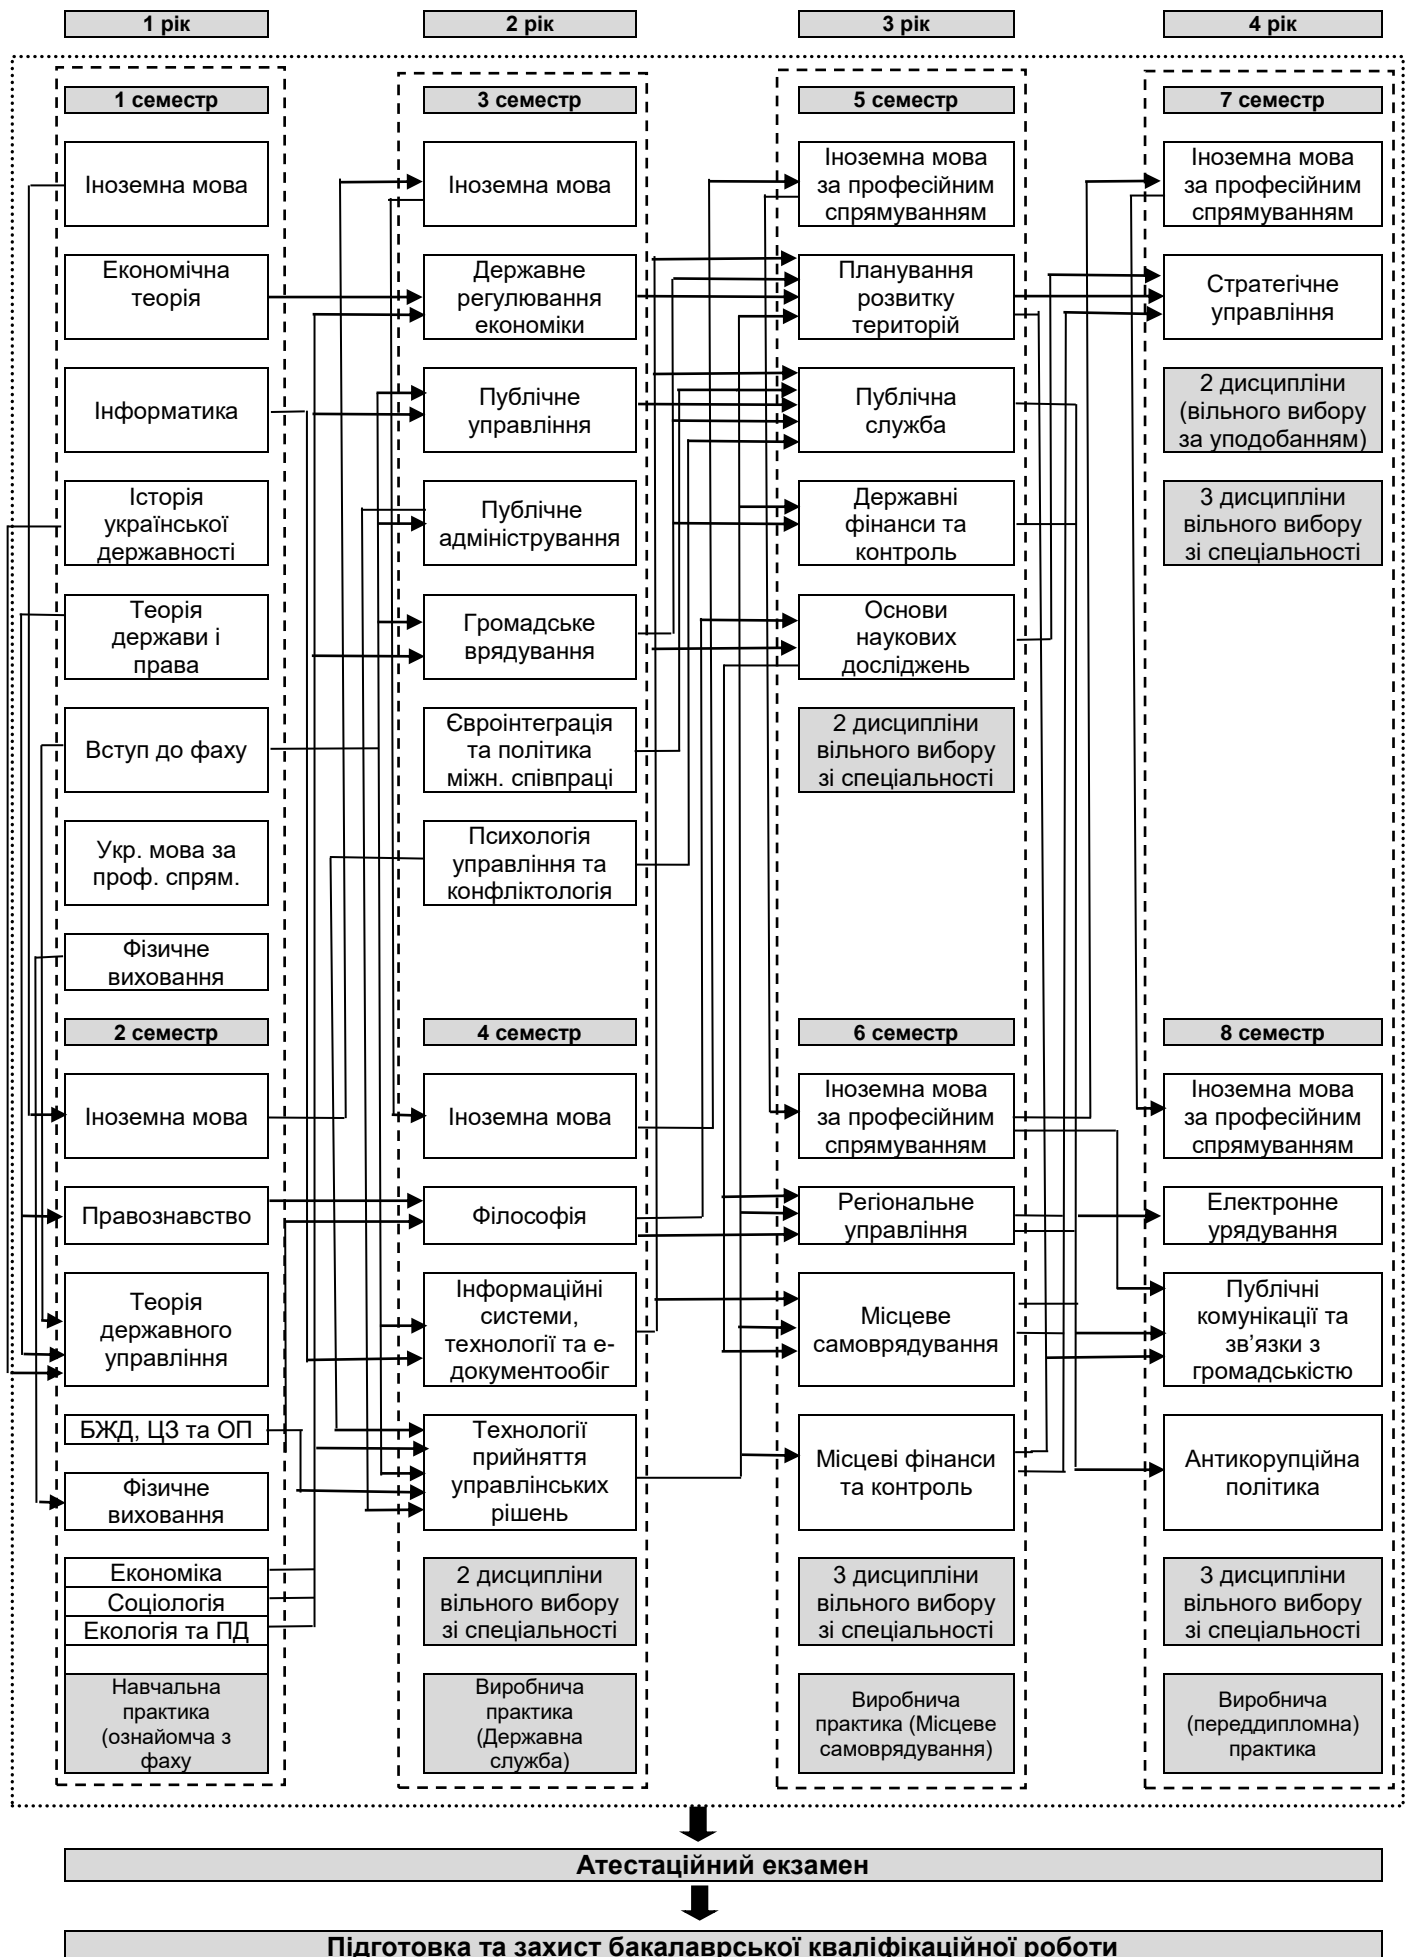 1 рік
2 рік
3 рік
4 рік
1 семестр
Іноземна мова
Економічна
теорія
Інформатика
Історія
української
державності
Теорія
держави і
права
Вступ до фаху
Укр. мова за
проф. спрям.
Фізичне
виховання
2 семестр
Іноземна мова
Правознавство
Теорія
державного
управління
БЖД, ЦЗ та ОП
Фізичне
виховання
Економіка
Соціологія
Екологія та ПД
Навчальна
практика
(ознайомча з
фаху
3 семестр
Іноземна мова
Державне
регулювання
економіки
Публічне
управління
Публічне
адміністрування
Громадське
врядування
Євроінтеграція
та політика
міжн. співпраці
Психологія
управління та
конфліктологія
4 семестр
Іноземна мова
Філософія
Інформаційні
системи,
технології та е-
документообіг
Технології
прийняття
управлінських
рішень
2 дисципліни
вільного вибору
зі спеціальності
Виробнича
практика
(Державна
служба)
5 семестр
Іноземна мова
за професійним
спрямуванням
Планування
розвитку
територій
Публічна
служба
Державні
фінанси та
контроль
Основи
наукових
досліджень
2 дисципліни
вільного вибору
зі спеціальності
6 семестр
Іноземна мова
за професійним
спрямуванням
Регіональне
управління
Місцеве
самоврядування
Місцеві фінанси
та контроль
3 дисципліни
вільного вибору
зі спеціальності
Виробнича
практика (Місцеве
самоврядування)
7 семестр
Іноземна мова
за професійним
спрямуванням
Стратегічне
управління
2 дисципліни
(вільного вибору
за уподобанням)
3 дисципліни
вільного вибору
зі спеціальності
8 семестр
Іноземна мова
за професійним
спрямуванням
Електронне
урядування
Публічні
комунікації та
зв’язки з
громадськістю
Антикорупційна
політика
3 дисципліни
вільного вибору
зі спеціальності
Виробнича
(переддипломна)
практика
Атестаційний екзамен
Підготовка та захист бакалаврської кваліфікаційної роботи